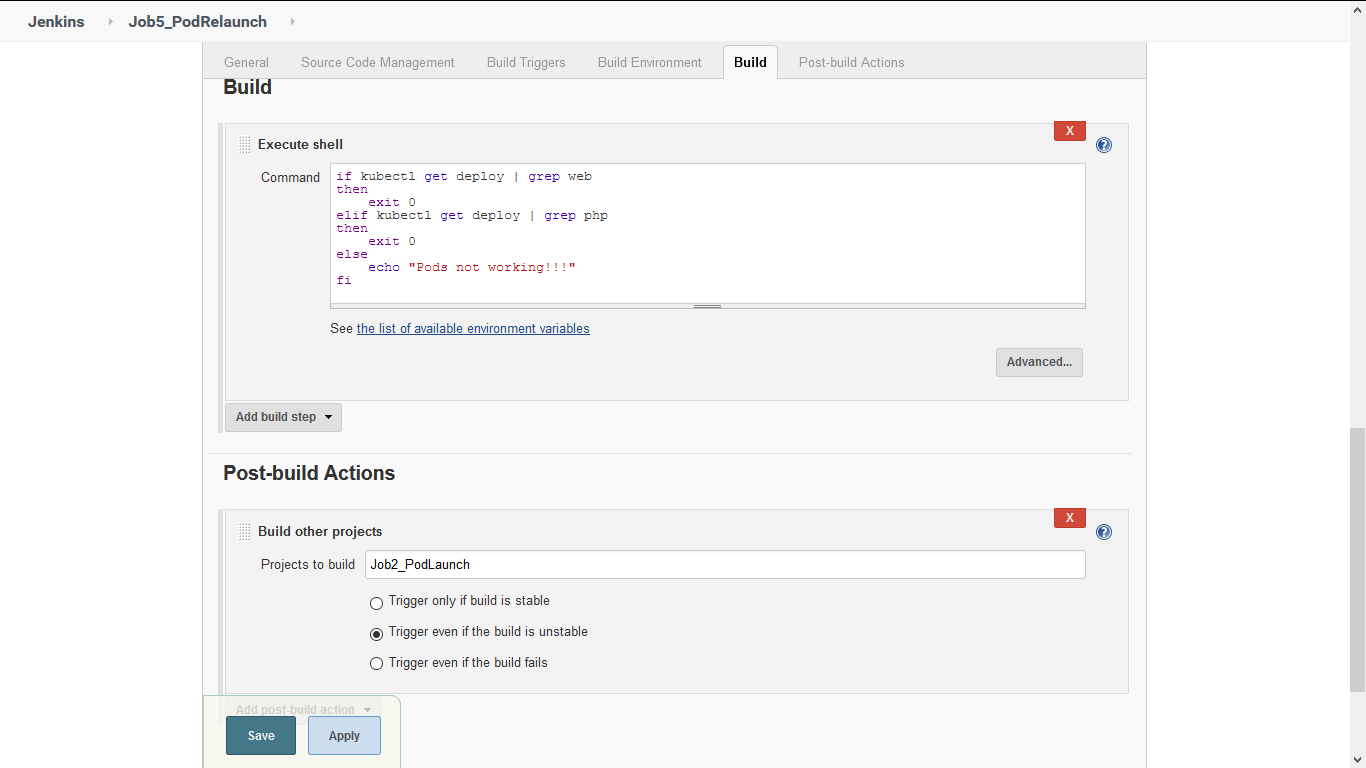 Jenkins Job5_PodRelaunch
General Source Code Management Build Triggers Build Environment Build Post-build Actions
Build
X
Execute shell
Command
if kubectl get deploy | grep web
then
    exit 0
elif kubectl get deploy | grep php
then
    exit 0
else
    echo "Pods not working!!!"
fi
See the list of available environment variables
Advanced...
Add build step
Post-build Actions
X
Build other projects
Projects to build Job2_PodLaunch
Trigger only if build is stable
Trigger even if the build is unstable
Trigger even if the build fails
Add post-build action
Save Apply